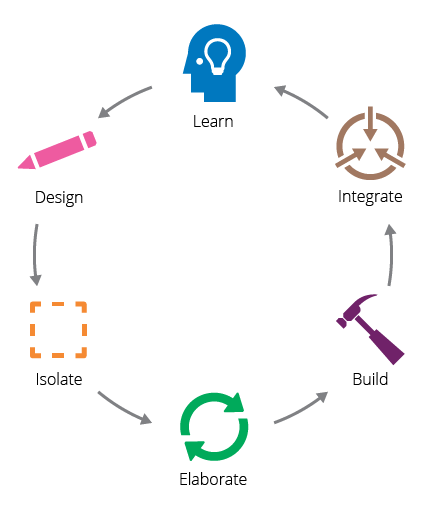 Learn
Design
Integrate
Isolate
Build
Elaborate